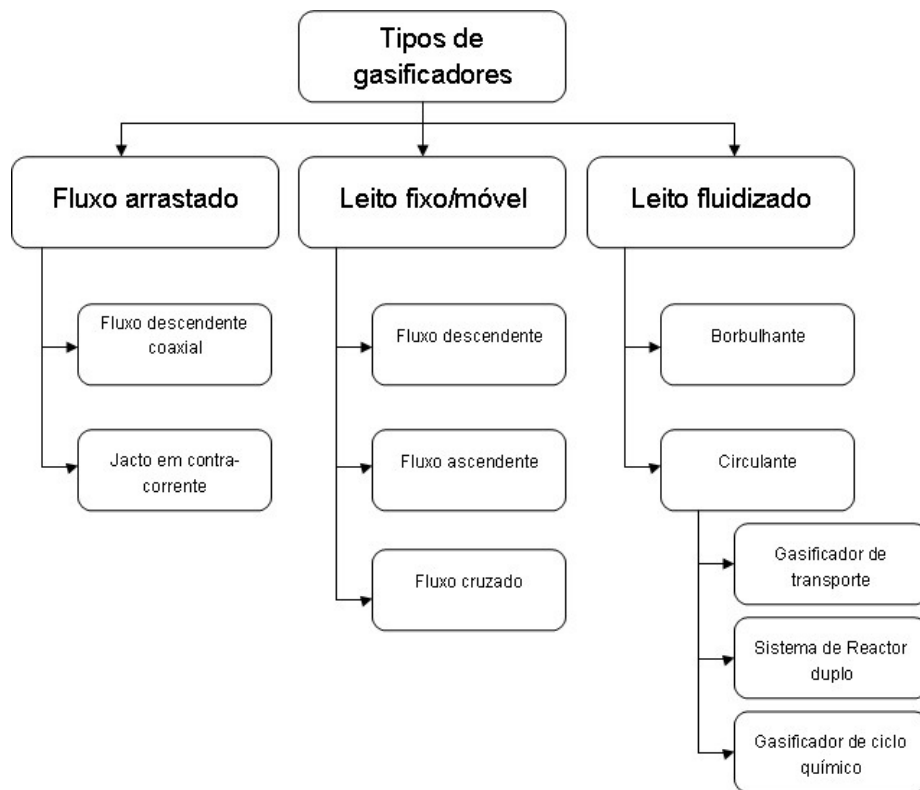 Tipos de
gasificadores
Fluxo arrastado
Leito fixo/móvel
Leito fluidizado
Fluxo descendente
coaxial
Jacto em contra-
corrente
Fluxo descendente
Fluxo ascendente
Fluxo cruzado
Borbulhante
Circulante
Gasificador de
transporte
Sistema de Reactor
duplo
Gasificador de ciclo
químico